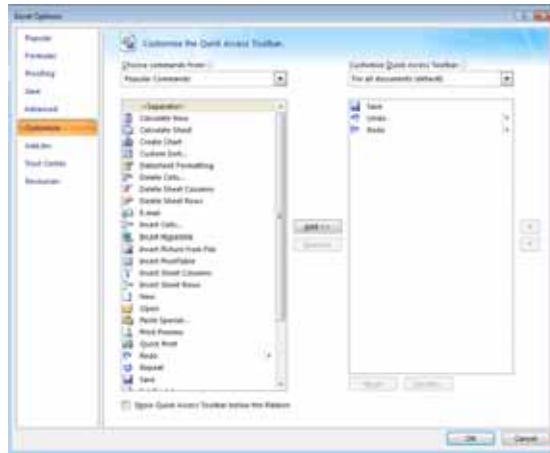 Excel Options
Popular
Formulas
Proofing
Save
Advanced
Customize
Add-Ins
Trust Center
Resources
Customize the Quick Access Toolbar.
Choose commands from:
Popular Commands
Customize Quick Access Toolbar:
For all documents (default)
<Separator>
Calculate Now
Calculate Sheet
Create Chart
Custom Sort...
Datasheet Formatting
Delete Cells...
Delete Sheet Columns
Delete Sheet Rows
E-mail
Insert Cells...
Insert Hyperlink
Insert Picture from File
Insert PivotTable
Insert Sheet Columns
Insert Sheet Rows
New
Open
Paste Special...
Print Preview
Quick Print
Redo
Repeat
Save
Add >>
Remove
Save
Undo
Redo
Reset
Modify...
Show Quick Access Toolbar below the Ribbon
OK
Cancel